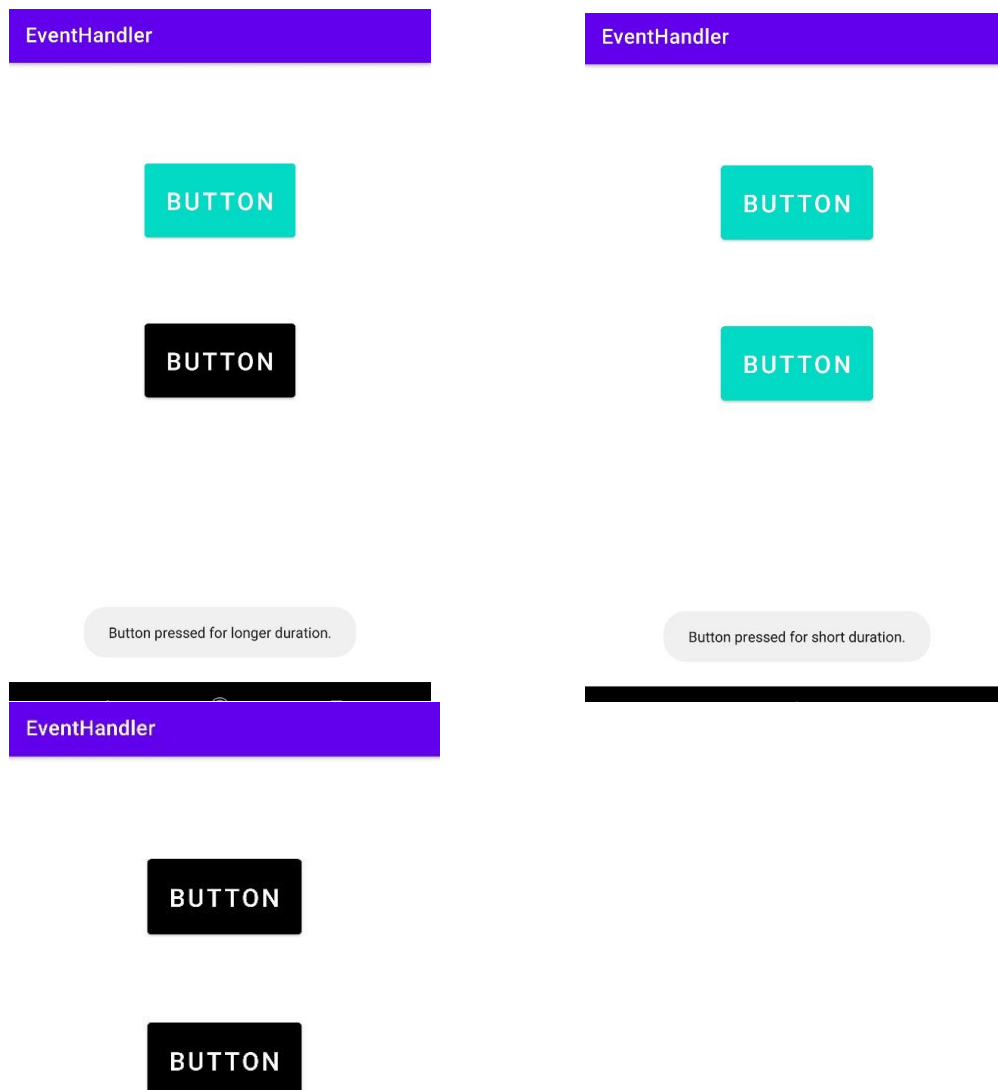 EventHandler
BUTTON
BUTTON
Button pressed for longer duration.
EventHandler
BUTTON
BUTTON
Button pressed for short duration.
EventHandler
BUTTON
BUTTON